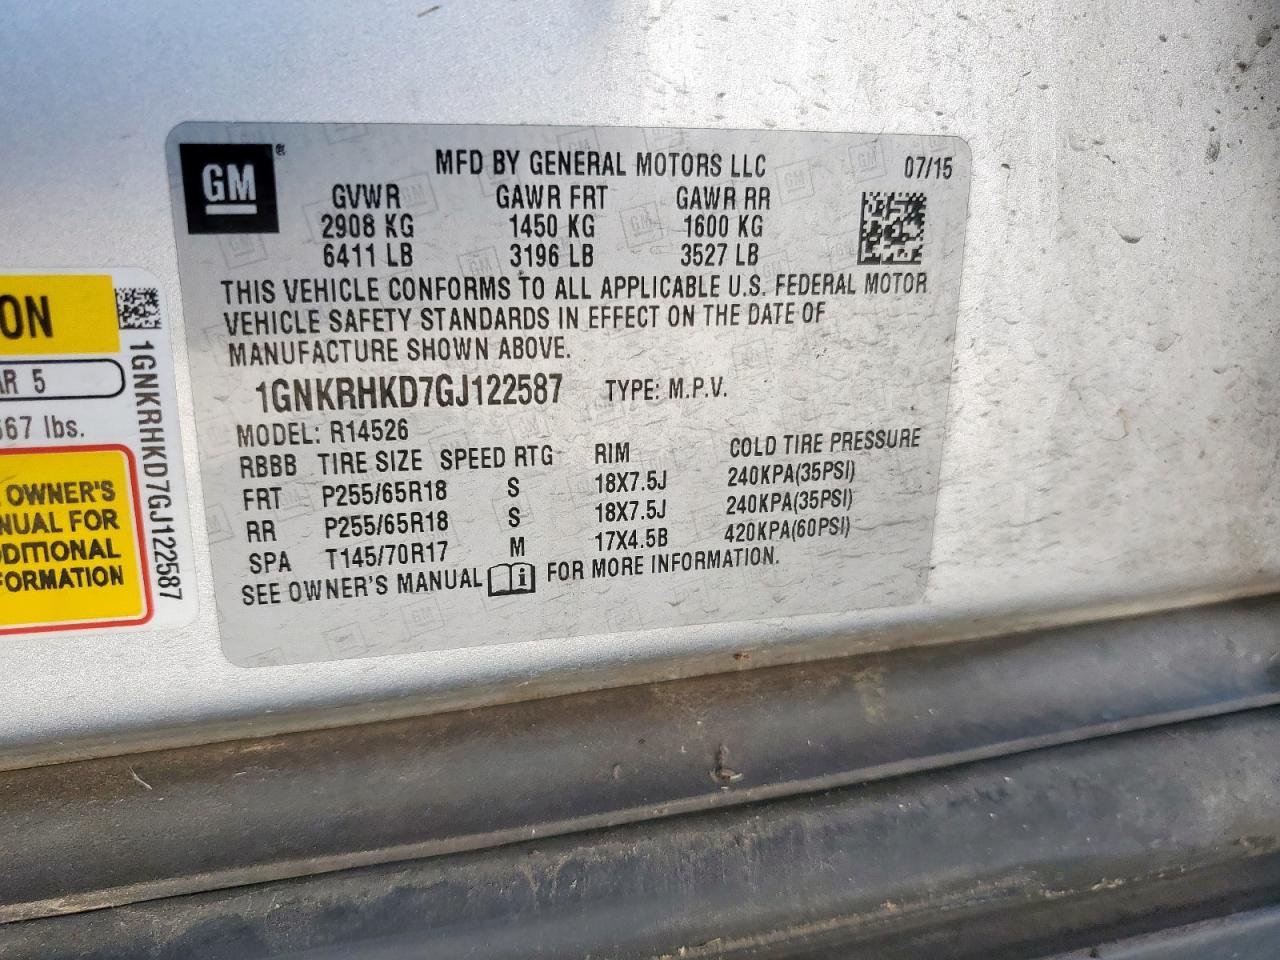 GM®
MFD BY GENERAL MOTORS LLC 07/15
GVWR GAWR FRT GAWR RR
2908 KG 1450 KG 1600 KG
6411 LB 3196 LB 3527 LB
THIS VEHICLE CONFORMS TO ALL APPLICABLE U.S. FEDERAL MOTOR
VEHICLE SAFETY STANDARDS IN EFFECT ON THE DATE OF
MANUFACTURE SHOWN ABOVE.
1GNKRHKD7GJ122587 TYPE: M.P.V.
MODEL: R14526
RBBB TIRE SIZE SPEED RTG RIM COLD TIRE PRESSURE
FRT P255/65R18 S 18X7.5J 240KPA(35PSI)
RR P255/65R18 S 18X7.5J 240KPA(35PSI)
SPA T145/70R17 M 17X4.5B 420KPA(60PSI)
SEE OWNER'S MANUAL i FOR MORE INFORMATION.
ON
AR 5
667 lbs.
OWNER'S
NUAL FOR
DDITIONAL
FORMATION
1GNKRHKD7GJ122587